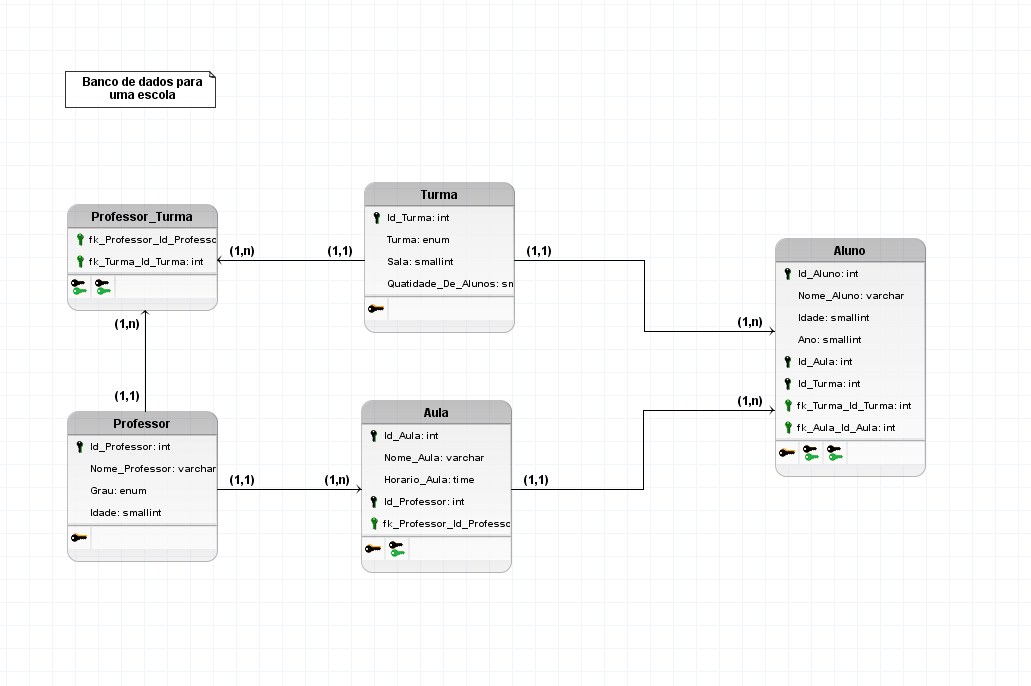 Banco de dados para
uma escola
Professor_Turma
fk_Professor_Id_Professo
fk_Turma_Id_Turma: int
(1,n)
(1,1)
Turma
Id_Turma: int
Turma: enum
Sala: smallint
Quatidade_De_Alunos: sn
(1,1)
(1,n)
Aluno
Id_Aluno: int
Nome_Aluno: varchar
Idade: smallint
Ano: smallint
Id_Aula: int
Id_Turma: int
fk_Turma_Id_Turma: int
fk_Aula_Id_Aula: int
(1,n)
(1,1)
Professor
Id_Professor: int
Nome_Professor: varchar
Grau: enum
Idade: smallint
(1,1)
(1,n)
Aula
Id_Aula: int
Nome_Aula: varchar
Horario_Aula: time
Id_Professor: int
fk_Professor_Id_Professo
(1,1)
(1,n)